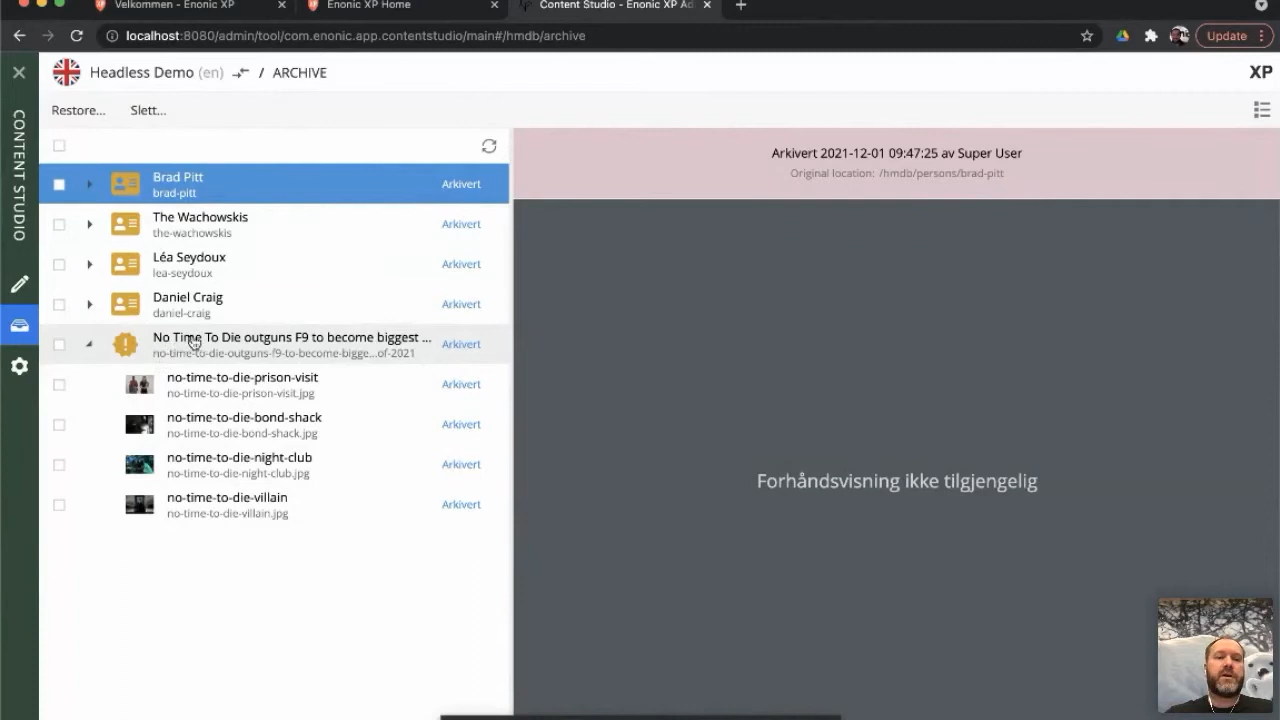 Velkommen - Enonic XP
Enonic XP Home
Content Studio - Enonic XP Ad
localhost:8080/admin/tool/com.enonic.app.contentstudio/main#/hmdb/archive
Update
Headless Demo (en) / ARCHIVE
XP
Restore...
Slett...
CONTENT STUDIO
Brad Pitt
brad-pitt
Arkivert
The Wachowskis
the-wachowskis
Arkivert
Léa Seydoux
lea-seydoux
Arkivert
Daniel Craig
daniel-craig
Arkivert
No Time To Die outguns F9 to become biggest ...
no-time-to-die-outguns-f9-to-become-bigge...of-2021
Arkivert
no-time-to-die-prison-visit
no-time-to-die-prison-visit.jpg
Arkivert
no-time-to-die-bond-shack
no-time-to-die-bond-shack.jpg
Arkivert
no-time-to-die-night-club
no-time-to-die-night-club.jpg
Arkivert
no-time-to-die-villain
no-time-to-die-villain.jpg
Arkivert
Arkivert 2021-12-01 09:47:25 av Super User
Original location: /hmdb/persons/brad-pitt
Forhåndsvisning ikke tilgjengelig